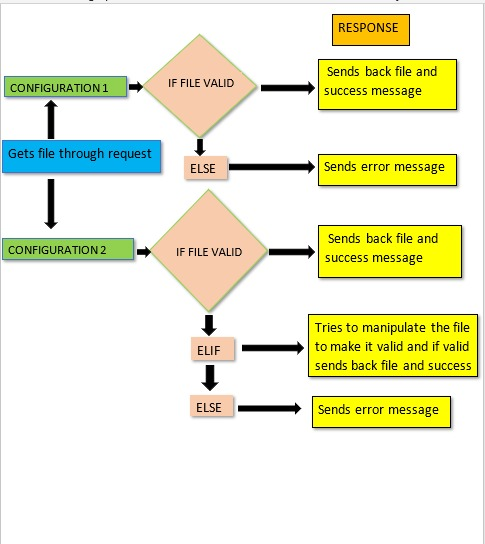 RESPONSE
CONFIGURATION 1
IF FILE VALID
Sends back file and
success message
ELSE
Sends error message
Gets file through request
CONFIGURATION 2
IF FILE VALID
Sends back file and
success message
ELIF
Tries to manipulate the file
to make it valid and if valid
sends back file and success
ELSE
Sends error message